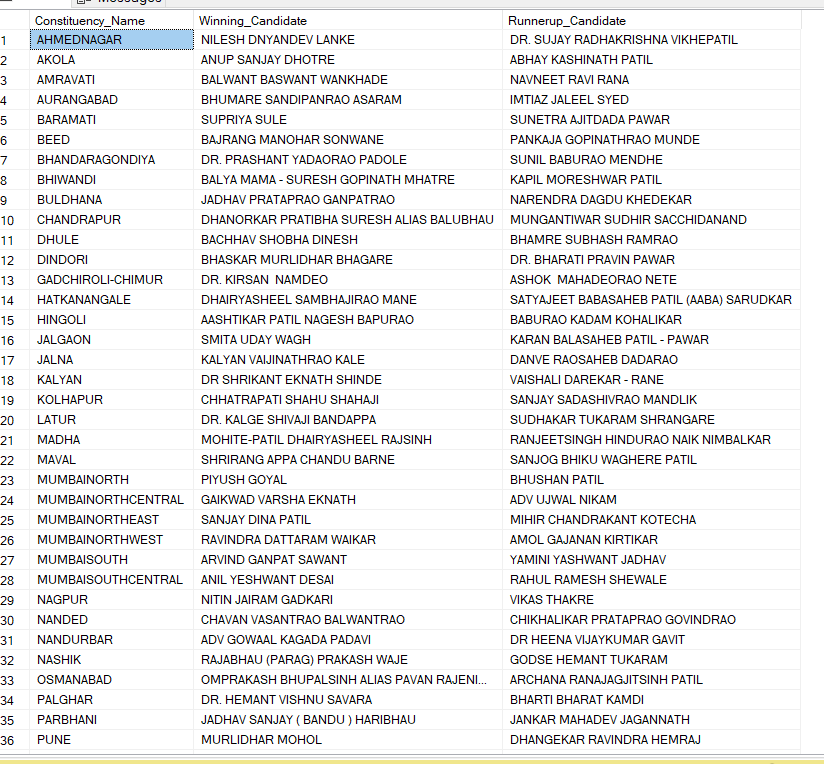 Messages
Constituency_Name Winning_Candidate Runnerup_Candidate
1 AHMEDNAGAR NILESH DNYANDEV LANKE DR. SUJAY RADHAKRISHNA VIKHEPATIL
2 AKOLA ANUP SANJAY DHOTRE ABHAY KASHINATH PATIL
3 AMRAVATI BALWANT BASWANT WANKHADE NAVNEET RAVI RANA
4 AURANGABAD BHUMARE SANDIPANRAO ASARAM IMTIAZ JALEEL SYED
5 BARAMATI SUPRIYA SULE SUNETRA AJITDADA PAWAR
6 BEED BAJRANG MANOHAR SONWANE PANKAJA GOPINATHRAO MUNDE
7 BHANDARAGONDIYA DR. PRASHANT YADAORAO PADOLE SUNIL BABURAO MENDHE
8 BHIWANDI BALYA MAMA - SURESH GOPINATH MHATRE KAPIL MORESHWAR PATIL
9 BULDHANA JADHAV PRATAPRAO GANPATRAO NARENDRA DAGDU KHEDEKAR
10 CHANDRAPUR DHANORKAR PRATIBHA SURESH ALIAS BALUBHAU MUNGANTIWAR SUDHIR SACCHIDANAND
11 DHULE BACHHAV SHOBHA DINESH BHAMRE SUBHASH RAMRAO
12 DINDORI BHASKAR MURLIDHAR BHAGARE DR. BHARATI PRAVIN PAWAR
13 GADCHIROLI-CHIMUR DR. KIRSAN  NAMDEO ASHOK  MAHADEORAO NETE
14 HATKANANGALE DHAIRYASHEEL SAMBHAJIRAO MANE SATYAJEET BABASAHEB PATIL (AABA) SARUDKAR
15 HINGOLI AASHTIKAR PATIL NAGESH BAPURAO BABURAO KADAM KOHALIKAR
16 JALGAON SMITA UDAY WAGH KARAN BALASAHEB PATIL - PAWAR
17 JALNA KALYAN VAIJINATHRAO KALE DANVE RAOSAHEB DADARAO
18 KALYAN DR SHRIKANT EKNATH SHINDE VAISHALI DAREKAR - RANE
19 KOLHAPUR CHHATRAPATI SHAHU SHAHAJI SANJAY SADASHIVRAO MANDLIK
20 LATUR DR. KALGE SHIVAJI BANDAPPA SUDHAKAR TUKARAM SHRANGARE
21 MADHA MOHITE-PATIL DHAIRYASHEEL RAJSINH RANJEETSINGH HINDURAO NAIK NIMBALKAR
22 MAVAL SHRIRANG APPA CHANDU BARNE SANJOG BHIKU WAGHERE PATIL
23 MUMBAINORTH PIYUSH GOYAL BHUSHAN PATIL
24 MUMBAINORTHCENTRAL GAIKWAD VARSHA EKNATH ADV UJWAL NIKAM
25 MUMBAINORTHEAST SANJAY DINA PATIL MIHIR CHANDRAKANT KOTECHA
26 MUMBAINORTHWEST RAVINDRA DATTARAM WAIKAR AMOL GAJANAN KIRTIKAR
27 MUMBAISOUTH ARVIND GANPAT SAWANT YAMINI YASHWANT JADHAV
28 MUMBAISOUTHCENTRAL ANIL YESHWANT DESAI RAHUL RAMESH SHEWALE
29 NAGPUR NITIN JAIRAM GADKARI VIKAS THAKRE
30 NANDED CHAVAN VASANTRAO BALWANTRAO CHIKHALIKAR PRATAPRAO GOVINDRAO
31 NANDURBAR ADV GOWAAL KAGADA PADAVI DR HEENA VIJAYKUMAR GAVIT
32 NASHIK RAJABHAU (PARAG) PRAKASH WAJE GODSE HEMANT TUKARAM
33 OSMANABAD OMPRAKASH BHUPALSINH ALIAS PAVAN RAJENI... ARCHANA RANAJAGJITSINH PATIL
34 PALGHAR DR. HEMANT VISHNU SAVARA BHARTI BHARAT KAMDI
35 PARBHANI JADHAV SANJAY ( BANDU ) HARIBHAU JANKAR MAHADEV JAGANNATH
36 PUNE MURLIDHAR MOHOL DHANGEKAR RAVINDRA HEMRAJ